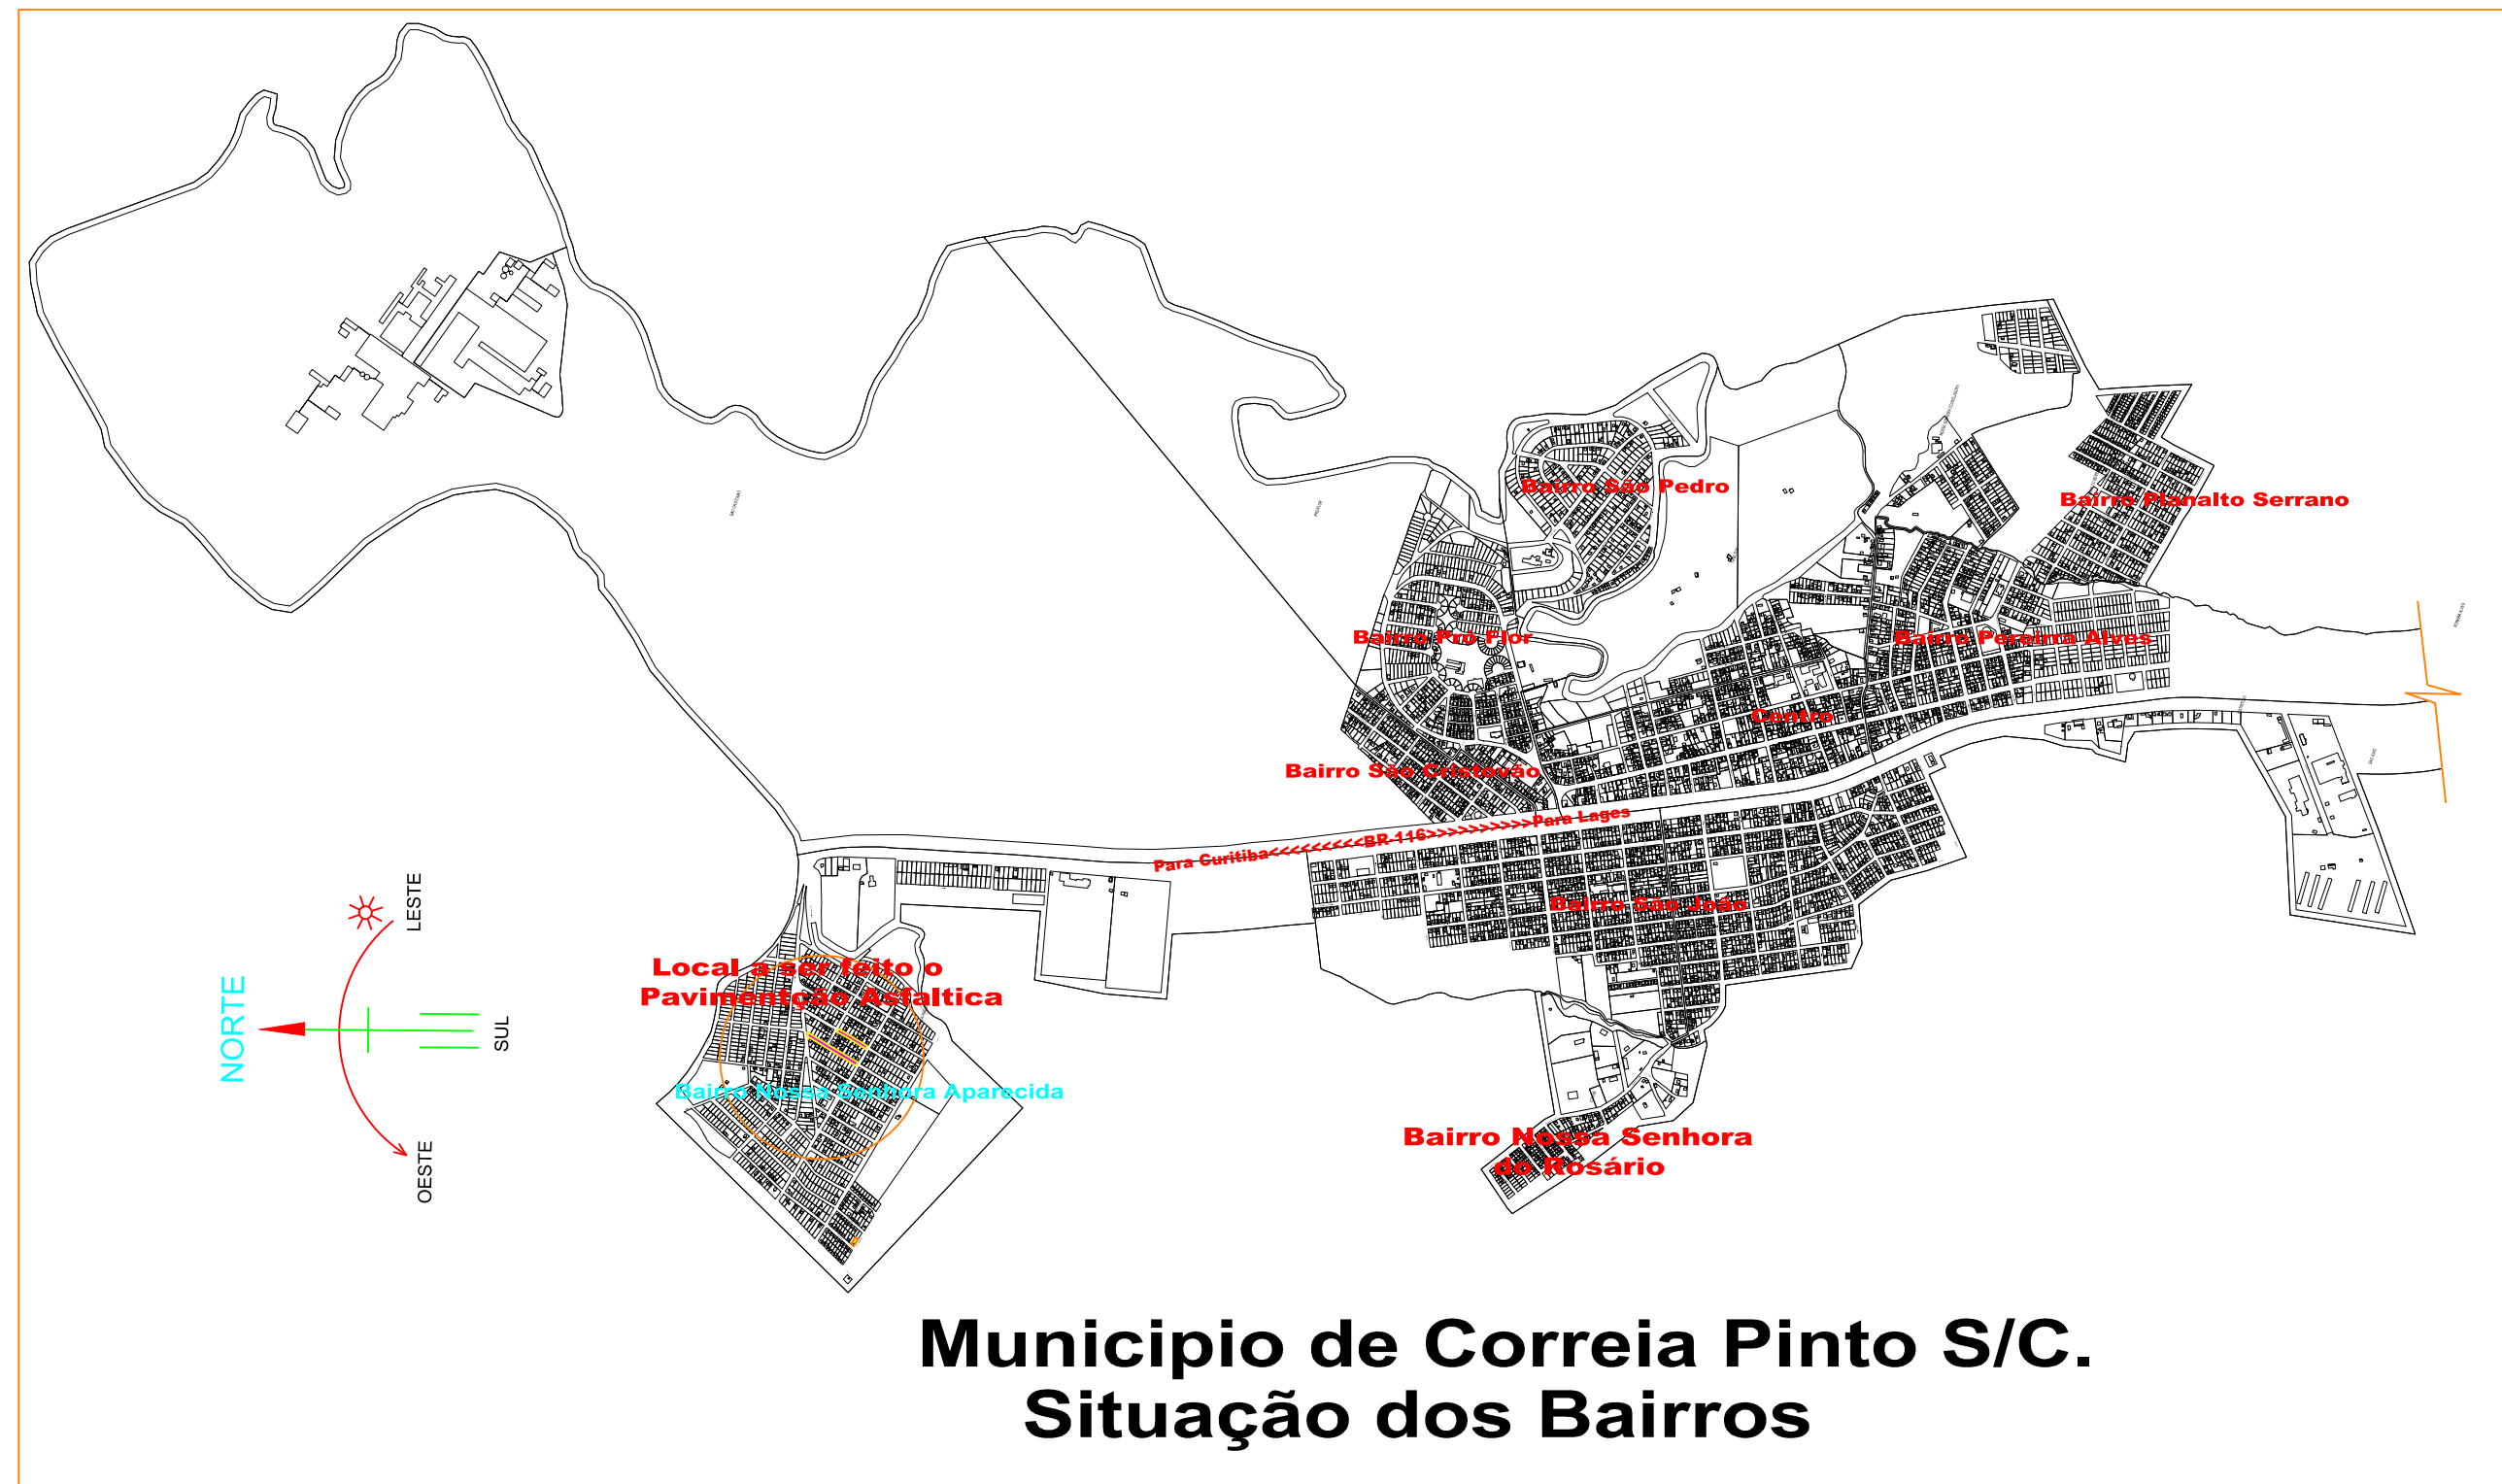 Bairro São Pedro
Bairro Planalto Serrano
Bairro Pró Flor
Bairro Pereirra Alves
Centro
Bairro São Cristovão
Para Curitiba<<<<<<<<<BR-116>>>>>>>>>>Para Lages
Bairro São João
LESTE
NORTE
SUL
OESTE
Local a ser feito o
Pavimentção Asfaltica
Bairro Nossa Senhora Aparecida
Bairro Nossa Senhora
do Rosário
Municipio de Correia Pinto S/C.
Situação dos Bairros